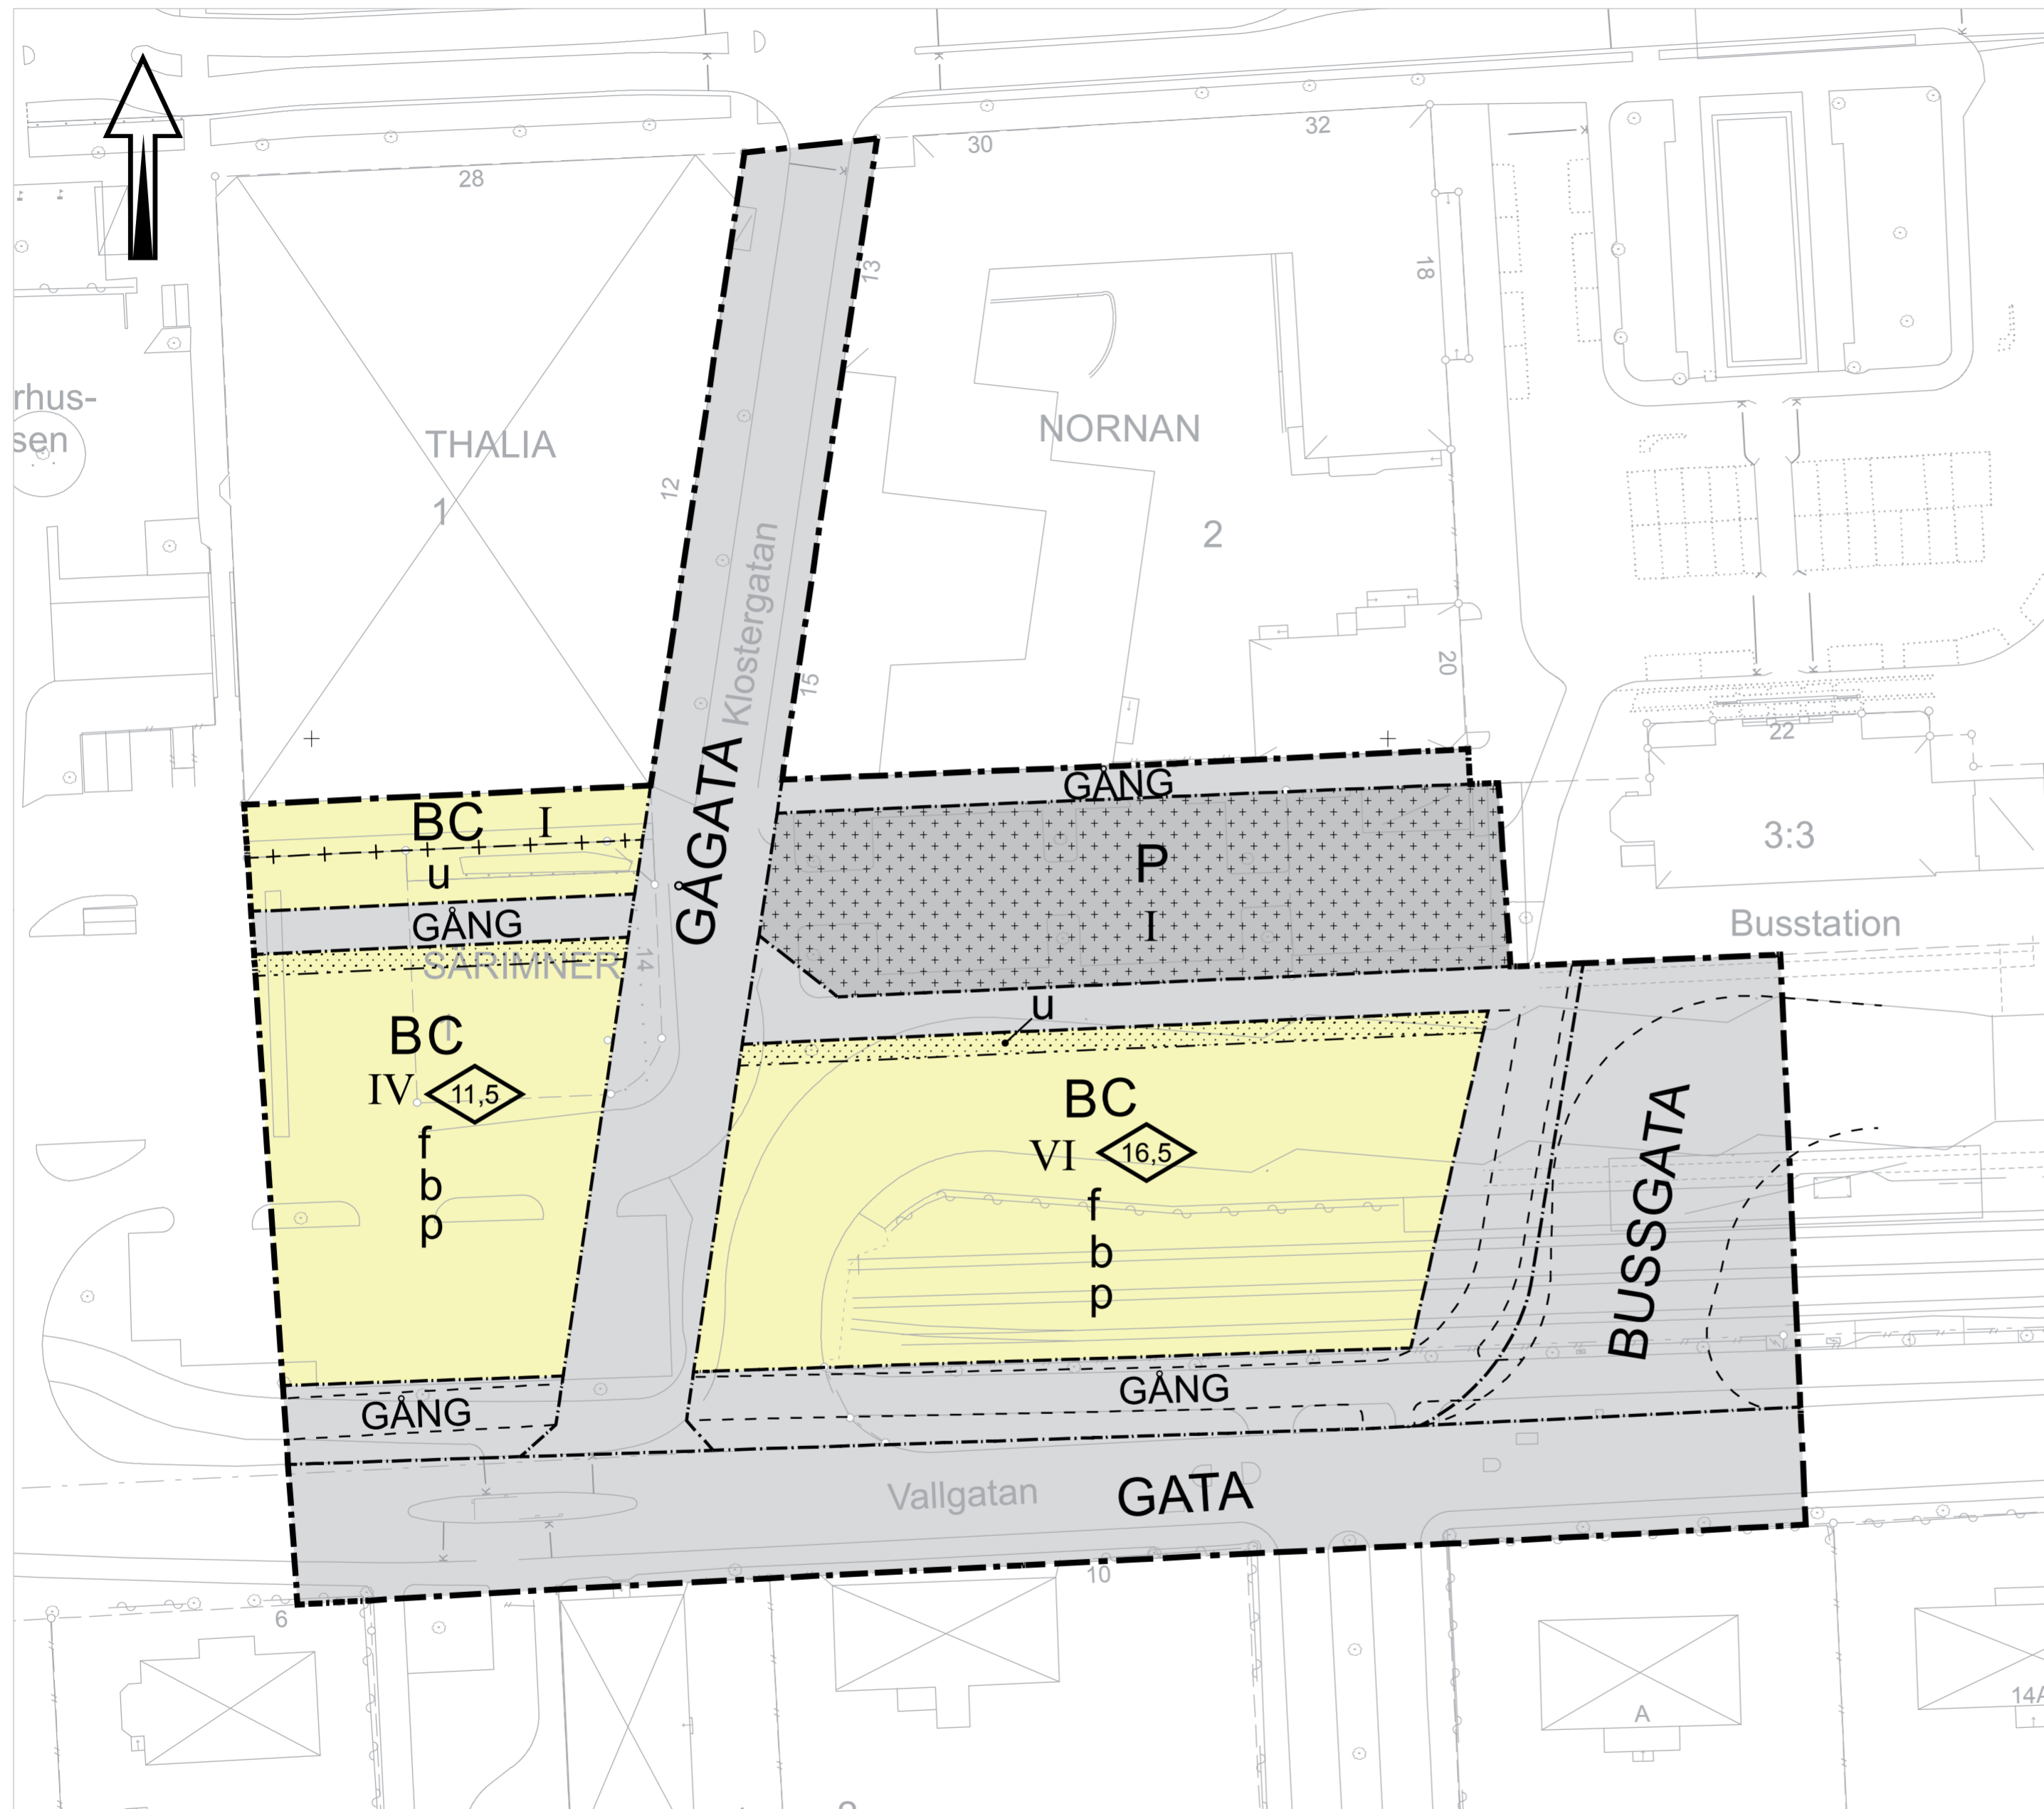 30
32
28
13
18
rhus-
sen
THALIA
NORNAN
12
1
2
Klostergatan
15
20
22
GÅGATA
GÅNG
BC I
u
P
3:3
I
GÅNG
Busstation
SÄRIMNER
14
u
BC
1
IV 11,5
BC
VI 16,5
f
b
p
f
b
p
BUSSGATA
GÅNG
GÅNG
Vallgatan
GATA
10
6
14A
A